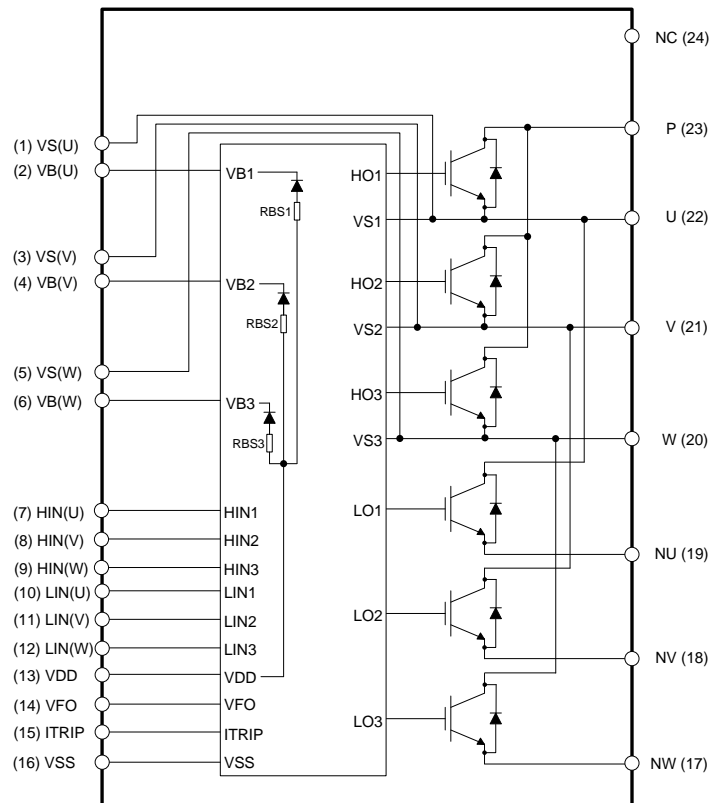 NC (24)
(1) VS(U)
(2) VB(U)
(3) VS(V)
(4) VB(V)
(5) VS(W)
(6) VB(W)
(7) HIN(U)
(8) HIN(V)
(9) HIN(W)
(10) LIN(U)
(11) LIN(V)
(12) LIN(W)
(13) VDD
(14) VFO
(15) ITRIP
(16) VSS
VB1
RBS1
VB2
RBS2
VB3
RBS3
HIN1
HIN2
HIN3
LIN1
LIN2
LIN3
VDD
VFO
ITRIP
VSS
HO1
VS1
HO2
VS2
HO3
VS3
LO1
LO2
LO3
P (23)
U (22)
V (21)
W (20)
NU (19)
NV (18)
NW (17)